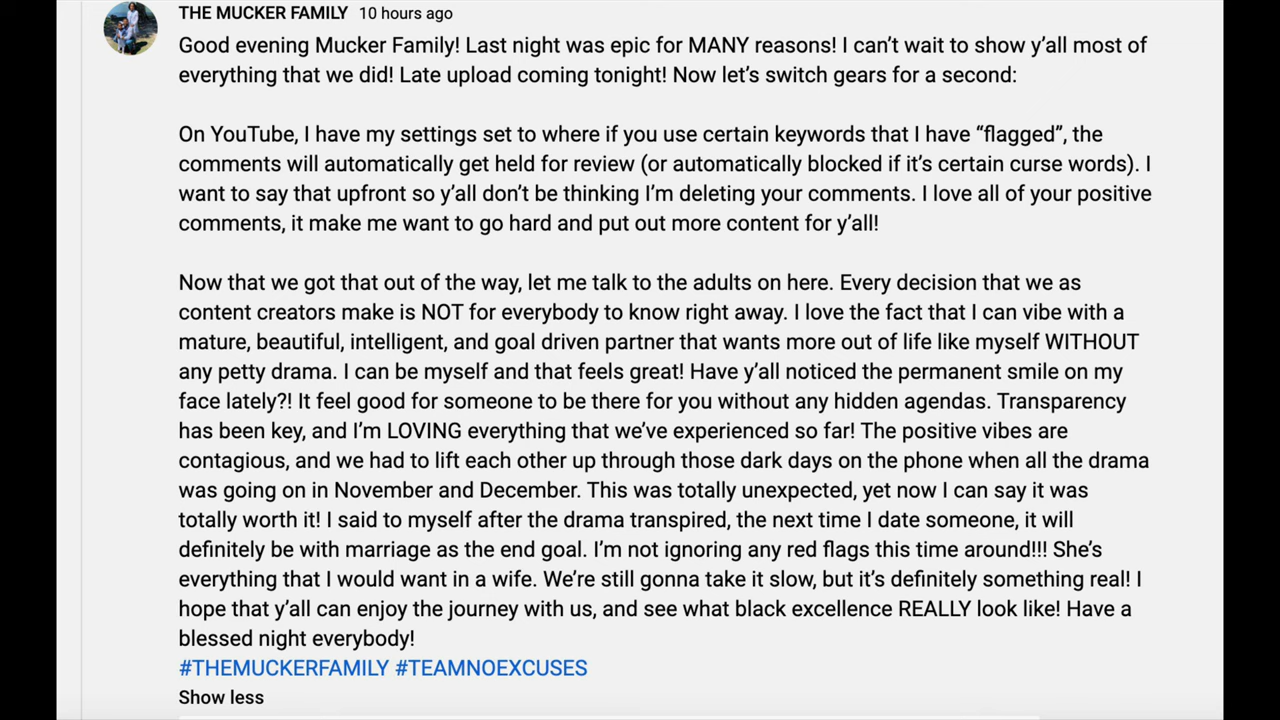 THE MUCKER FAMILY 10 hours ago
Good evening Mucker Family! Last night was epic for MANY reasons! I can’t wait to show y’all most of
everything that we did! Late upload coming tonight! Now let’s switch gears for a second:
On YouTube, I have my settings set to where if you use certain keywords that I have “flagged”, the
comments will automatically get held for review (or automatically blocked if it’s certain curse words). I
want to say that upfront so y’all don’t be thinking I’m deleting your comments. I love all of your positive
comments, it make me want to go hard and put out more content for y’all!
Now that we got that out of the way, let me talk to the adults on here. Every decision that we as
content creators make is NOT for everybody to know right away. I love the fact that I can vibe with a
mature, beautiful, intelligent, and goal driven partner that wants more out of life like myself WITHOUT
any petty drama. I can be myself and that feels great! Have y’all noticed the permanent smile on my
face lately?! It feel good for someone to be there for you without any hidden agendas. Transparency
has been key, and I’m LOVING everything that we’ve experienced so far! The positive vibes are
contagious, and we had to lift each other up through those dark days on the phone when all the drama
was going on in November and December. This was totally unexpected, yet now I can say it was
totally worth it! I said to myself after the drama transpired, the next time I date someone, it will
definitely be with marriage as the end goal. I’m not ignoring any red flags this time around!!! She’s
everything that I would want in a wife. We’re still gonna take it slow, but it’s definitely something real! I
hope that y’all can enjoy the journey with us, and see what black excellence REALLY look like! Have a
blessed night everybody!
#THEMUCKERFAMILY #TEAMNOEXCUSES
Show less